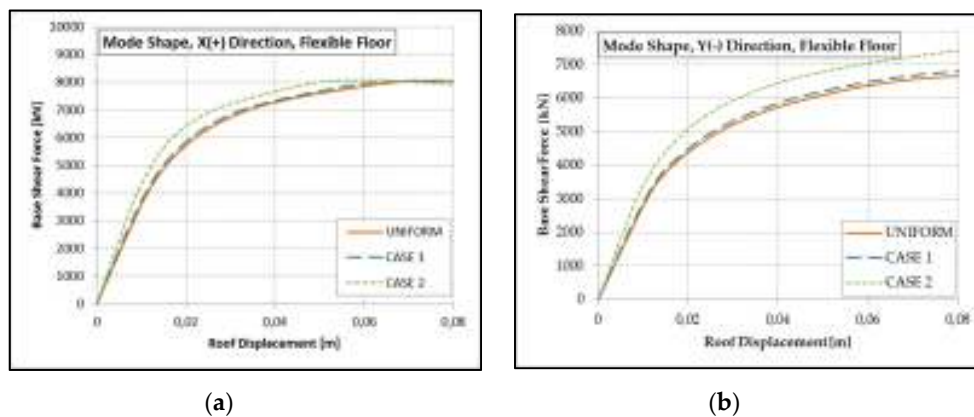 Mode Shape, X(+) Direction, Flexible Floor
Base Shear Force [kN]
10000
9000
8000
7000
6000
5000
4000
3000
2000
1000
0
UNIFORM
CASE 1
CASE 2
0
0,02
0,04
0,06
0,08
Roof Displacement [m]
(a)
Mode Shape, Y(-) Direction, Flexible Floor
Base Shear Force [kN]
8000
7000
6000
5000
4000
3000
2000
1000
0
UNIFORM
CASE 1
CASE 2
0
0,02
0,04
0,06
0,08
Roof Displacement[m]
(b)